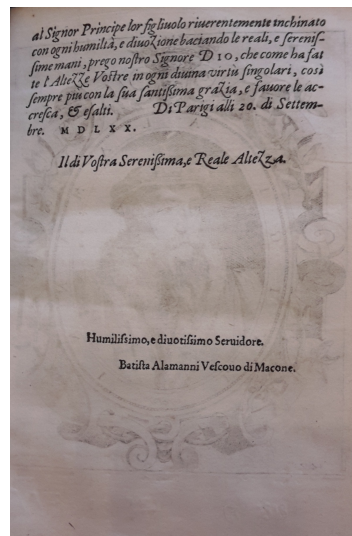 al Signor Principe lor figliuolo riuerentemente inchinato
con ogni humiltà, e diuozione baciando le reali, e sereniſ-
ſime mani, prego nostro Signore DIO, che come ha fat
te l'Altezze Vostre in ogni diuina virtù singolari, così
ſempre piu con la ſua ſantiſſima grazia, e fauore le ac-
creſca, & eſalti. Di Parigi alli 20. di Settem-
bre. MDLXX.
Il di Voſtra Sereniſſima, e Reale Altezza.
Humiliſſimo, e diuotiſſimo Seruidore.
Batiſta Alamanni Veſcouo di Macone.